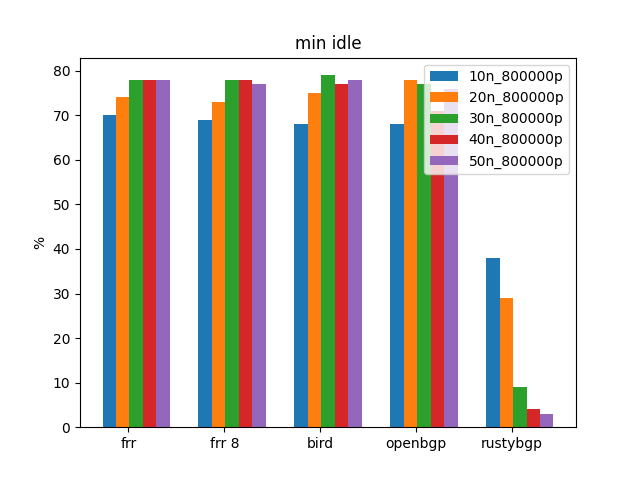 min idle
80
70
60
50
40
30
20
10
0
%
frr
frr 8
bird
openbgp
rustybgp
10n_800000p
20n_800000p
30n_800000p
40n_800000p
50n_800000p